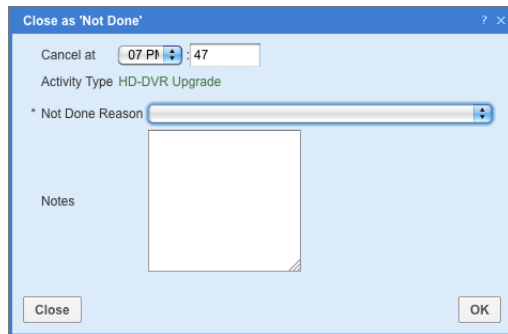 Close as 'Not Done' ? ×
Cancel at 07 PM : 47
Activity Type HD-DVR Upgrade
* Not Done Reason
Notes
Close OK